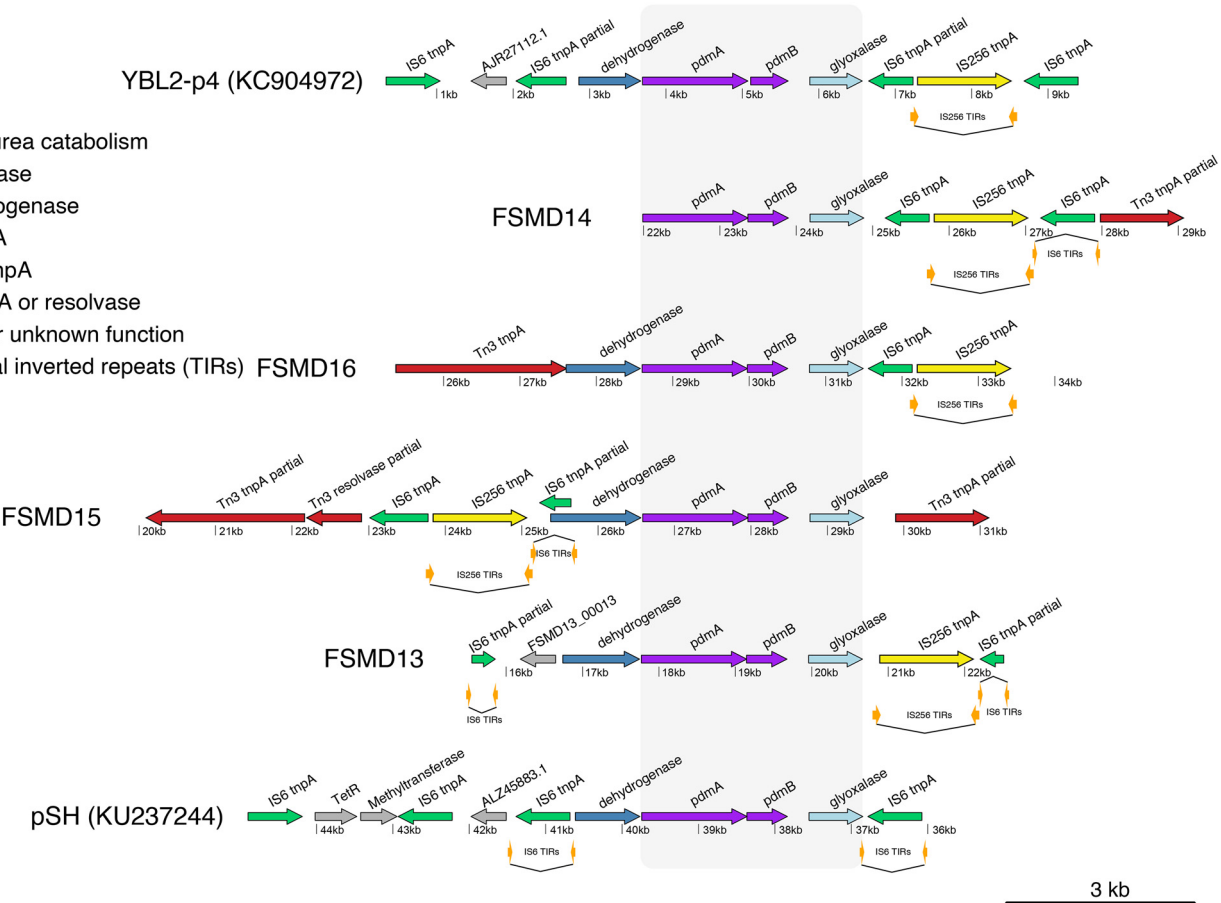 IS6 tnpA AJR27112.1 IS6 tnpA partial dehydrogenase pdmA pdmB glyoxalase IS6 tnpA partial IS256 tnpA IS6 tnpA
YBL2-p4 (KC904972)
1kb 2kb 3kb 4kb 5kb 6kb 7kb 8kb 9kb
IS256 TIRs
urea catabolism
ase
ogenase
A
npA
A or resolvase
r unknown function
al inverted repeats (TIRs)
pdmA pdmB glyoxalase IS6 tnpA IS256 tnpA IS6 tnpA Tn3 tnpA partial
FSMD14
22kb 23kb 24kb 25kb 26kb 27kb 28kb 29kb
IS6 TIRs
IS256 TIRs
Tn3 tnpA dehydrogenase pdmA pdmB glyoxalase IS6 tnpA IS256 tnpA
FSMD16
26kb 27kb 28kb 29kb 30kb 31kb 32kb 33kb 34kb
IS256 TIRs
Tn3 tnpA partial Tn3 resolvase partial IS6 tnpA IS256 tnpA IS6 tnpA partial dehydrogenase pdmA pdmB glyoxalase Tn3 tnpA partial
FSMD15
20kb 21kb 22kb 23kb 24kb 25kb 26kb 27kb 28kb 29kb 30kb 31kb
IS6 TIRs
IS256 TIRs
IS6 tnpA partial FSMD13_00013 dehydrogenase pdmA pdmB glyoxalase IS256 tnpA IS6 tnpA partial
FSMD13
16kb 17kb 18kb 19kb 20kb 21kb 22kb
IS6 TIRs IS256 TIRs IS6 TIRs
IS6 tnpA TetR Methyltransferase IS6 tnpA ALZ45883.1 IS6 tnpA dehydrogenase pdmA pdmB glyoxalase IS6 tnpA
pSH (KU237244)
44kb 43kb 42kb 41kb 40kb 39kb 38kb 37kb 36kb
IS6 TIRs IS6 TIRs
3 kb